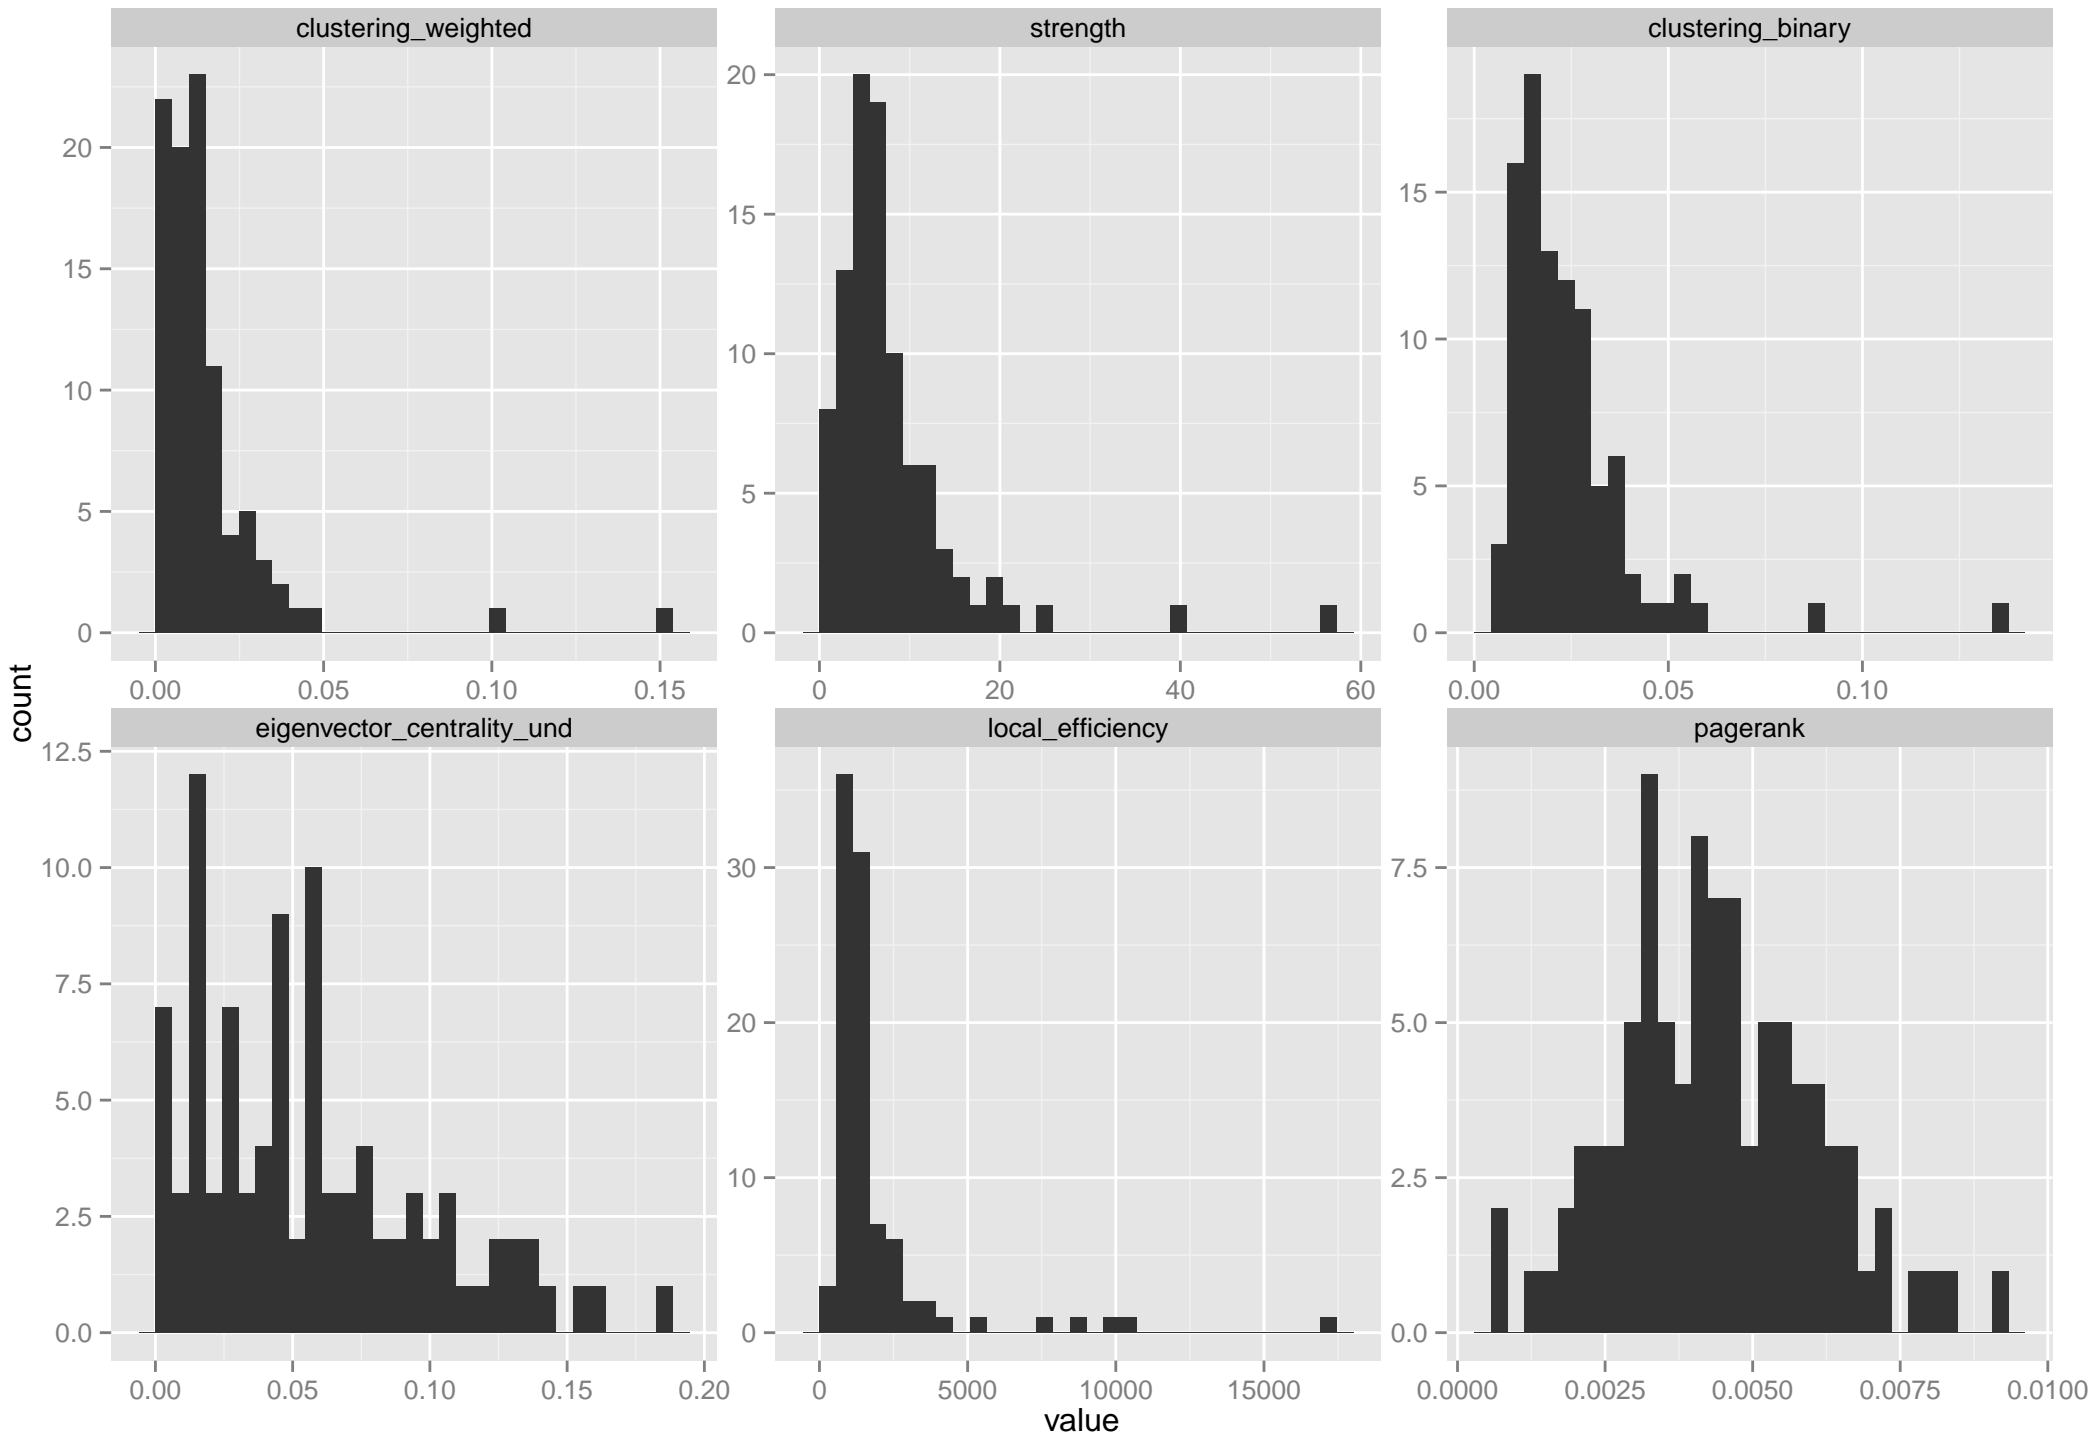 clustering_weighted
strength
clustering_binary
20
15
10
5
0
0.00 0.05 0.10 0.15
20
15
10
5
0
0 20 40 60
15
10
5
0
0.00 0.05 0.10
eigenvector_centrality_und
local_efficiency
pagerank
12.5
10.0
7.5
5.0
2.5
0.0
0.00 0.05 0.10 0.15 0.20
30
20
10
0
0 5000 10000 15000
7.5
5.0
2.5
0.0
0.0000 0.0025 0.0050 0.0075 0.0100
count
value